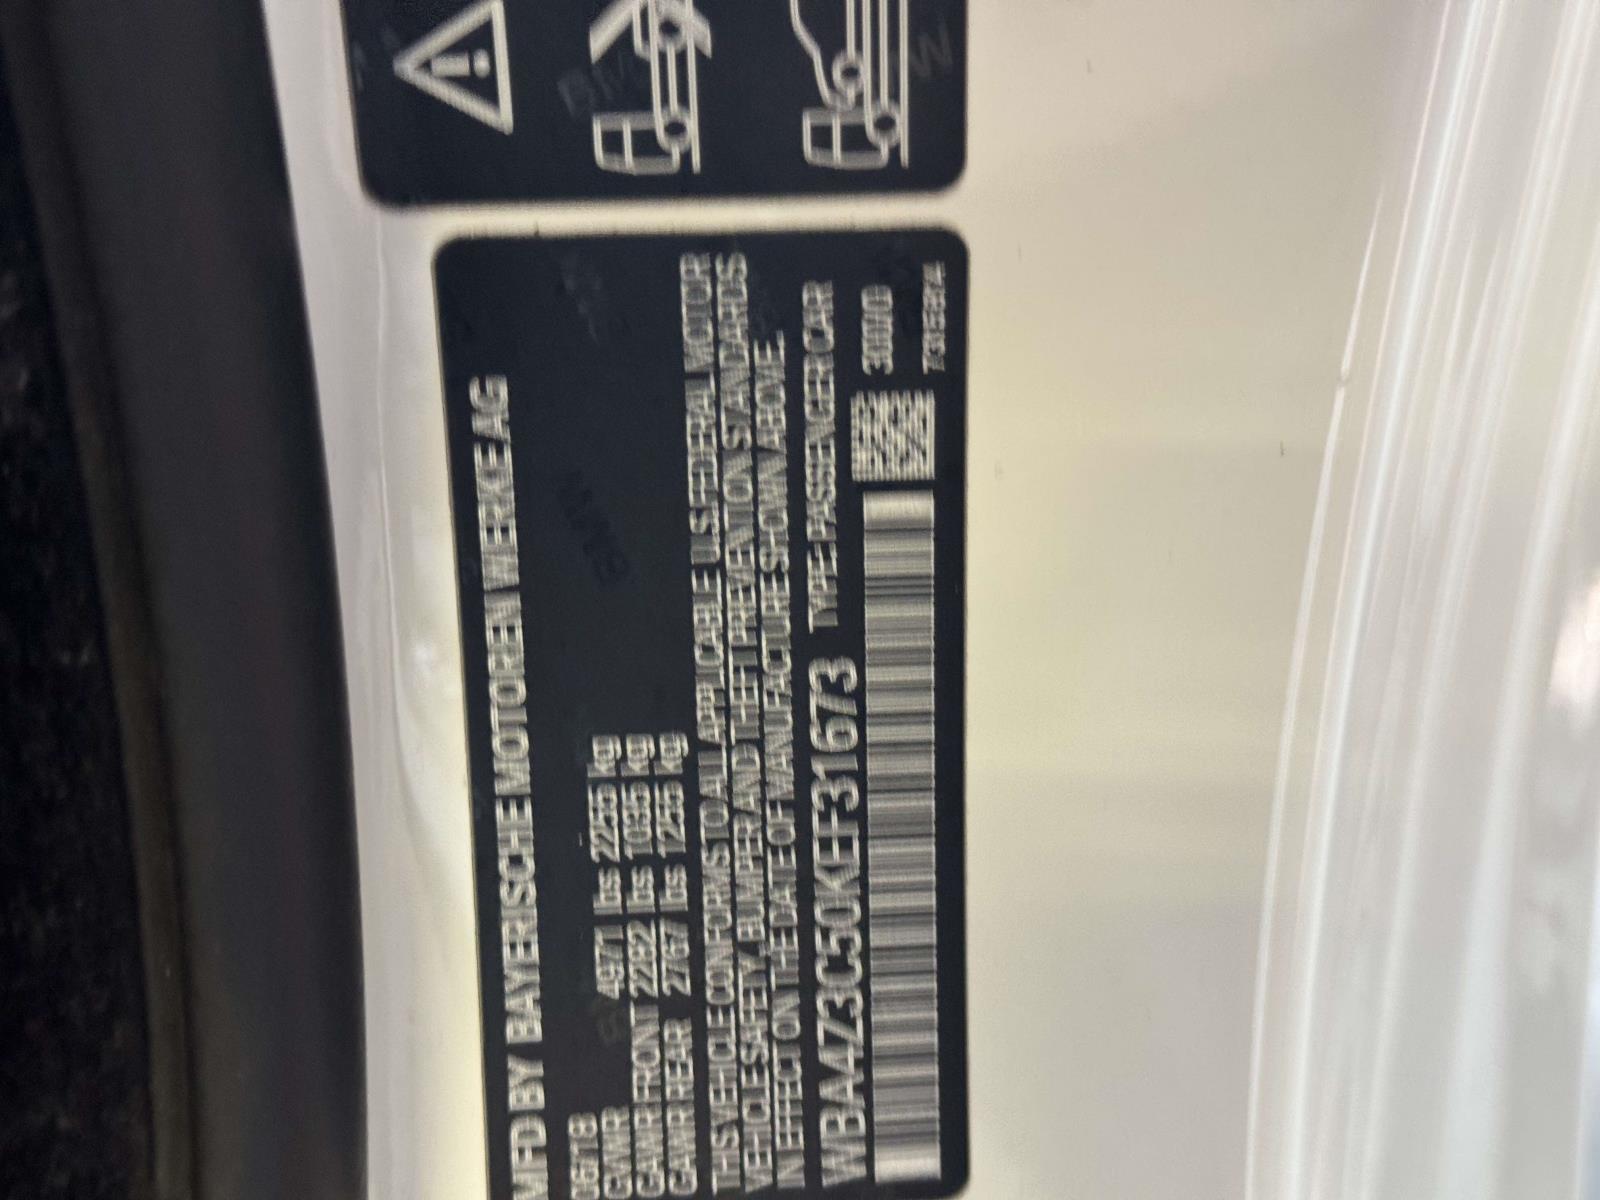 MFD BY BAYERISCHE MOTOREN WERKE AG
06/18
GVWR 4971 lbs 2255 kg
GAWR FRONT 2282 lbs 1035 kg
GAWR REAR 2767 lbs 1255 kg
THIS VEHICLE CONFORMS TO ALL APPLICABLE U.S. FEDERAL MOTOR
VEHICLE SAFETY, BUMPER, AND THEFT PREVENTION STANDARDS
IN EFFECT ON THE DATE OF MANUFACTURE SHOWN ABOVE.
WBA4Z3C50KEF31673 TYPE PASSENGER CAR